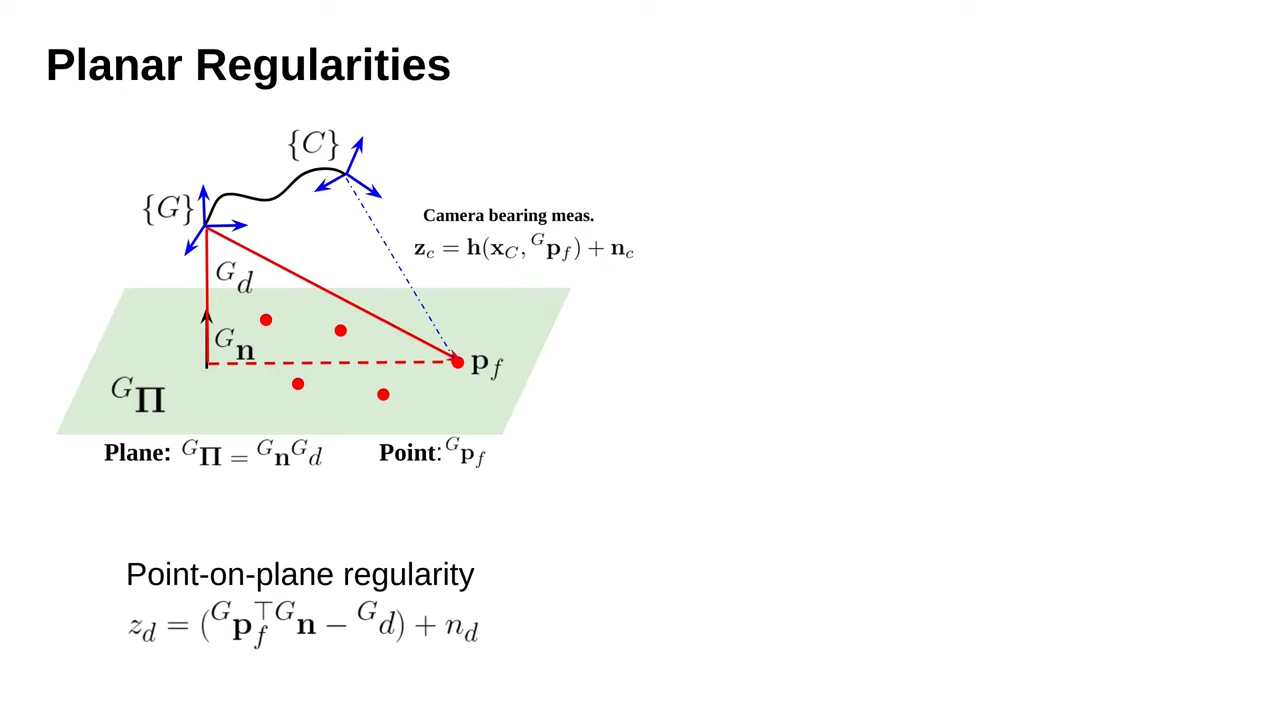 Planar Regularities
{C}
{G}
Camera bearing meas.
z_c = h(x_C, ^G p_f) + n_c
^G d
^G n
p_f
^G Π
Plane: ^G Π = ^G n ^G d
Point: ^G p_f
Point-on-plane regularity
z_d = (^G p_f^⊤ ^G n − ^G d) + n_d